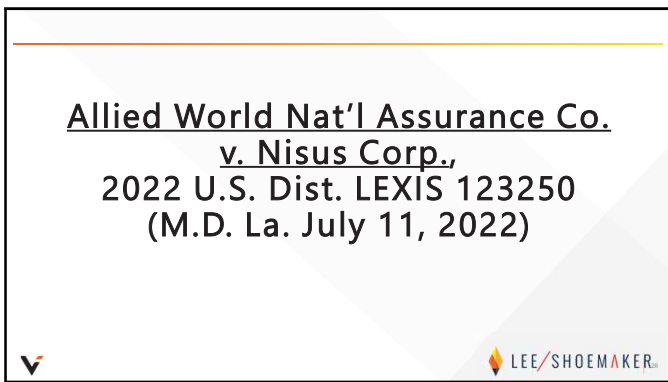 Allied World Nat'l Assurance Co.
v. Nisus Corp.,
2022 U.S. Dist. LEXIS 123250
(M.D. La. July 11, 2022)
LEE/SHOEMAKER